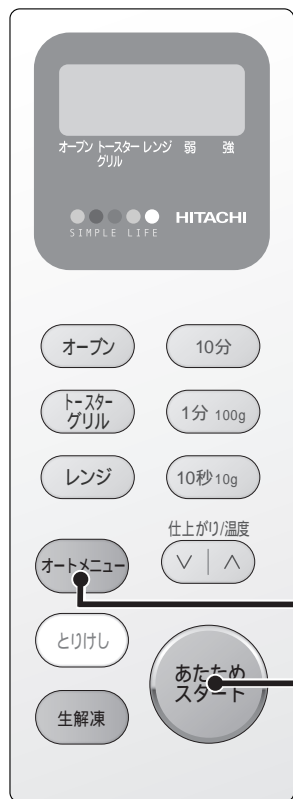 オーブン トースター レンジ 弱 強
グリル
SIMPLE LIFE
HITACHI
オーブン
10分
トースター
グリル
1分 100g
レンジ
10秒10g
仕上がり/温度
オートメニュー
とりけし
あたため
スタート
生解凍